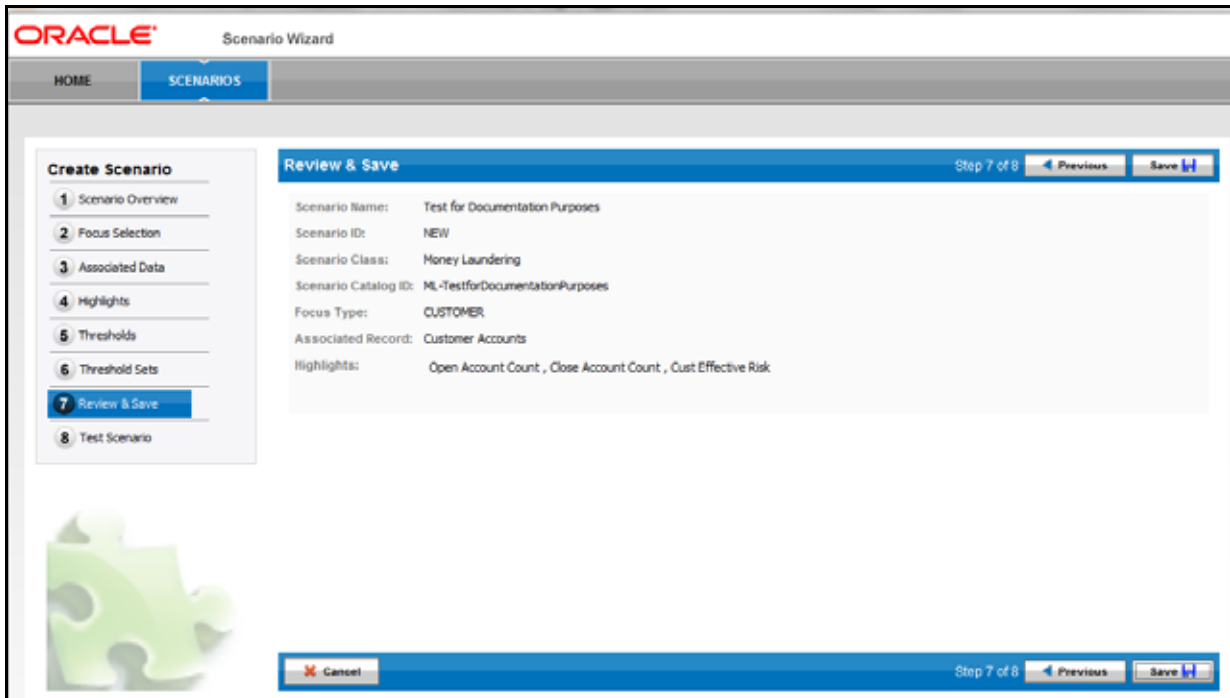 ORACLE® Scenario Wizard
HOME SCENARIOS
Create Scenario
1 Scenario Overview
2 Focus Selection
3 Associated Data
4 Highlights
5 Thresholds
6 Threshold Sets
7 Review & Save
8 Test Scenario
Review & Save Step 7 of 8 Previous Save
Scenario Name: Test for Documentation Purposes
Scenario ID: NEW
Scenario Class: Money Laundering
Scenario Catalog ID: ML-TestforDocumentationPurposes
Focus Type: CUSTOMER
Associated Record: Customer Accounts
Highlights: Open Account Count , Close Account Count , Cust Effective Risk
Cancel Step 7 of 8 Previous Save